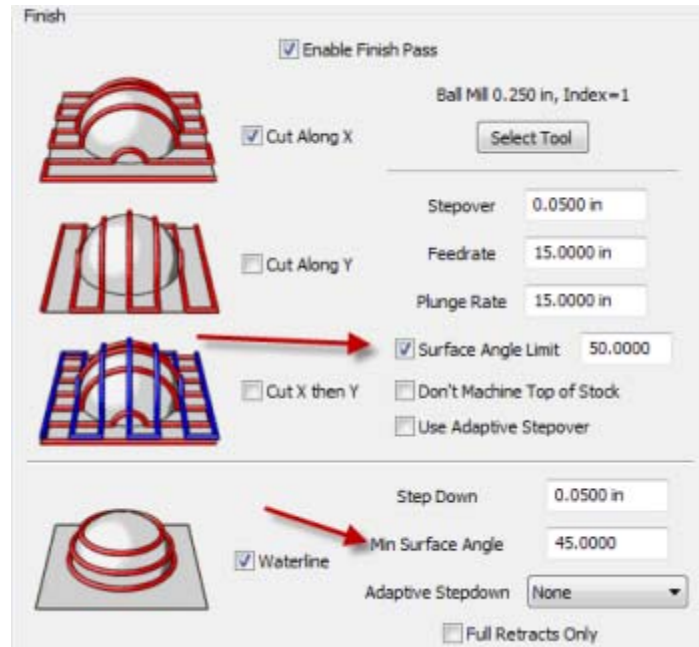 Finish
Enable Finish Pass
Ball Mill 0.250 in, Index=1
Cut Along X
Select Tool
Stepover 0.0500 in
Cut Along Y
Feedrate 15.0000 in
Plunge Rate 15.0000 in
Surface Angle Limit 50.0000
Cut X then Y
Don't Machine Top of Stock
Use Adaptive Stepover
Step Down 0.0500 in
Min Surface Angle 45.0000
Waterline
Adaptive Stepdown None
Full Retracts Only